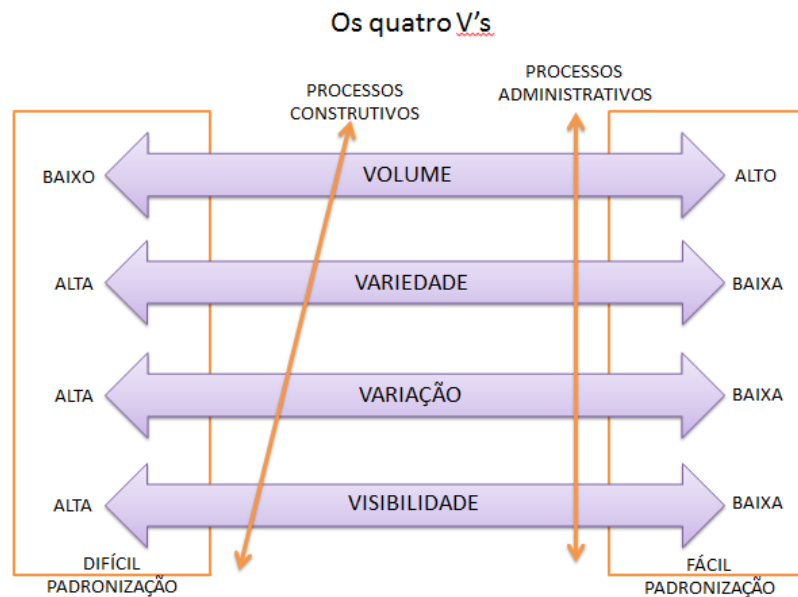 Os quatro V's
PROCESSOS
CONSTRUTIVOS
PROCESSOS
ADMINISTRATIVOS
BAIXO
VOLUME
ALTO
ALTA
VARIEDADE
BAIXA
ALTA
VARIAÇÃO
BAIXA
ALTA
VISIBILIDADE
BAIXA
DIFÍCIL
PADRONIZAÇÃO
FÁCIL
PADRONIZAÇÃO